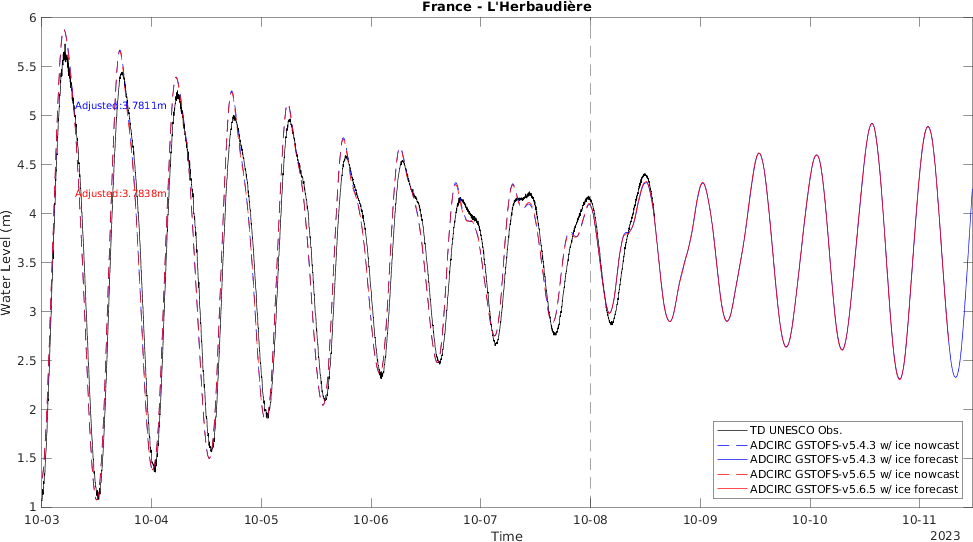 France - L'Herbaudière
6
5.5
5
4.5
4
3.5
3
2.5
2
1.5
1
Water Level (m)
Adjusted:3.7811m
Adjusted:3.7838m
TD UNESCO Obs.
ADCIRC GSTOFS-v5.4.3 w/ ice nowcast
ADCIRC GSTOFS-v5.4.3 w/ ice forecast
ADCIRC GSTOFS-v5.6.5 w/ ice nowcast
ADCIRC GSTOFS-v5.6.5 w/ ice forecast
10-03 10-04 10-05 10-06 10-07 10-08 10-09 10-10 10-11
Time
2023